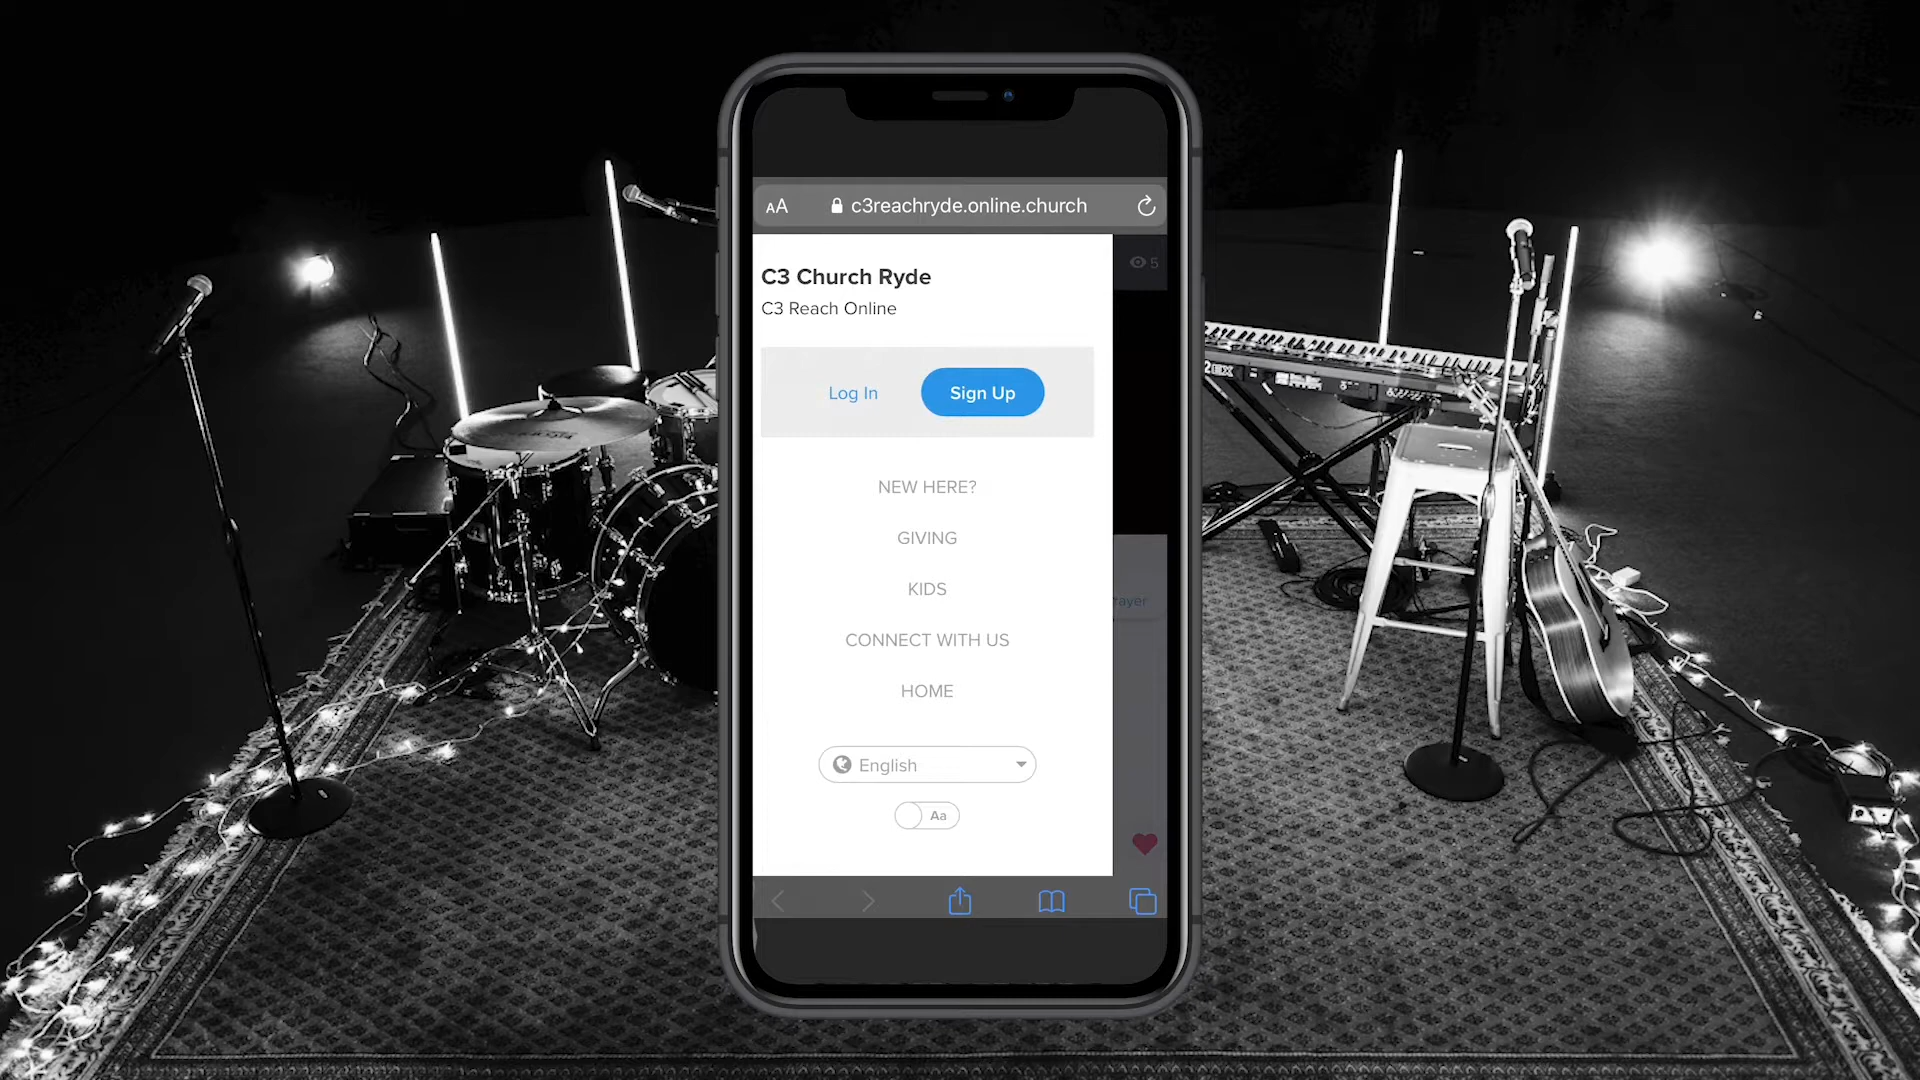 AA c3reachryde.online.church
5
C3 Church Ryde
C3 Reach Online
Log In Sign Up
NEW HERE?
GIVING
KIDS
rayer
CONNECT WITH US
HOME
English
Aa